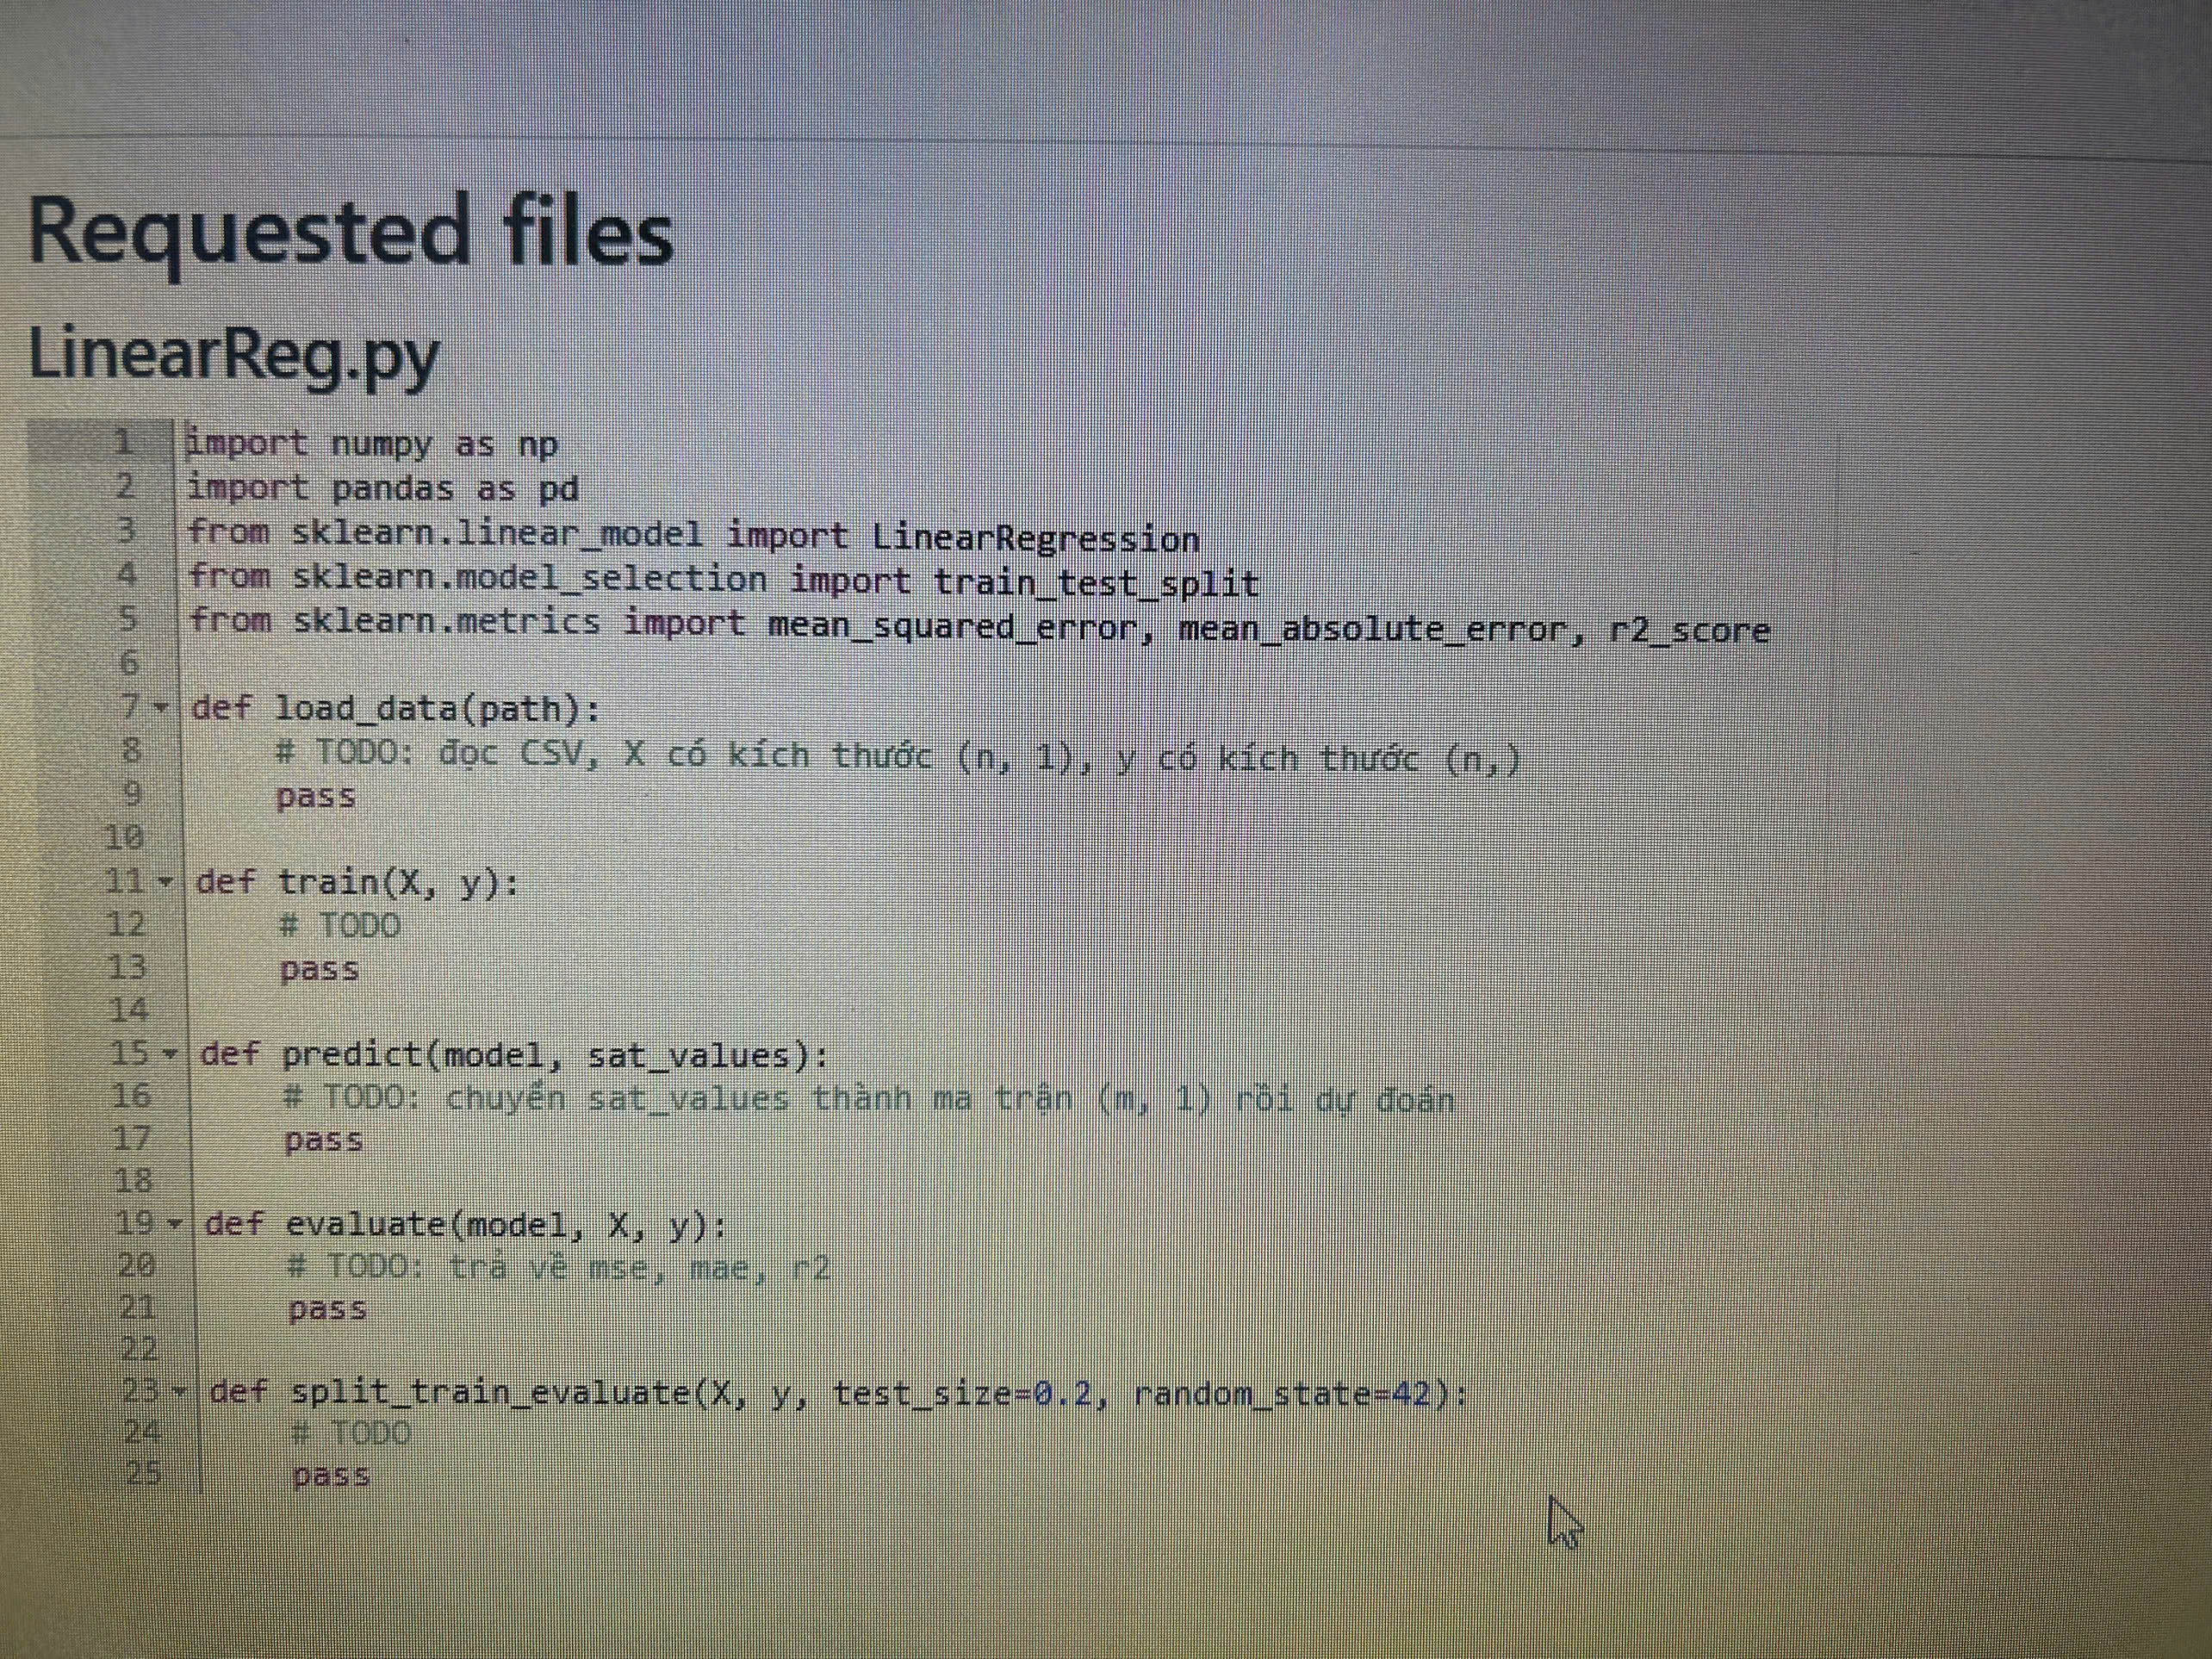 Requested files
LinearReg.py
1 import numpy as np
2 import pandas as pd
3 from sklearn.linear_model import LinearRegression
4 from sklearn.model_selection import train_test_split
5 from sklearn.metrics import mean_squared_error, mean_absolute_error, r2_score
6
7 def load_data(path):
8 # TODO: đọc CSV, X có kích thước (n, 1), y có kích thước (n,)
9 pass
10
11 def train(X, y):
12 # TODO
13 pass
14
15 def predict(model, sat_values):
16 # TODO: chuyển sat_values thành ma trận (m, 1) rồi dự đoán
17 pass
18
19 def evaluate(model, X, y):
20 # TODO: trả về mse, mae, r2
21 pass
22
23 def split_train_evaluate(X, y, test_size=0.2, random_state=42):
24 # TODO
25 pass